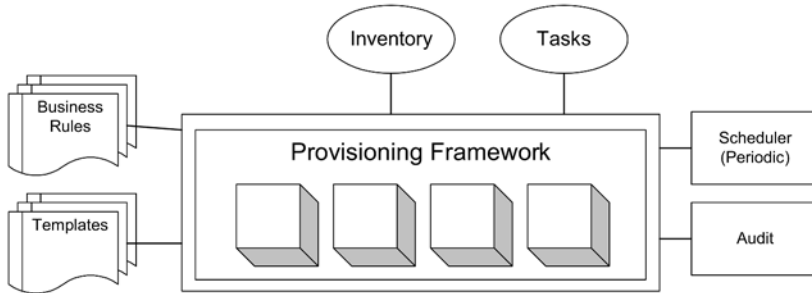 Inventory
Tasks
Business
Rules
Provisioning Framework
Scheduler
(Periodic)
Templates
Audit